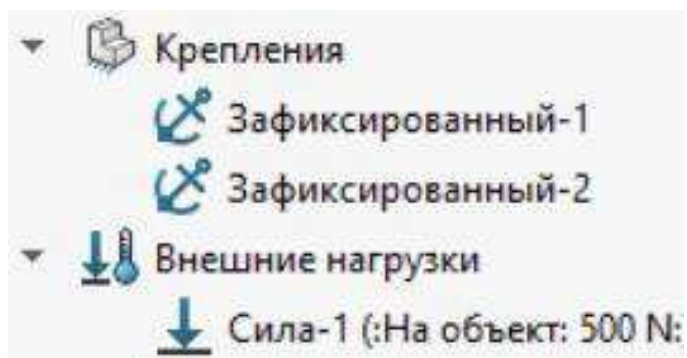 Крепления
Зафиксированный-1
Зафиксированный-2
Внешние нагрузки
Сила-1 (:На объект: 500 N: